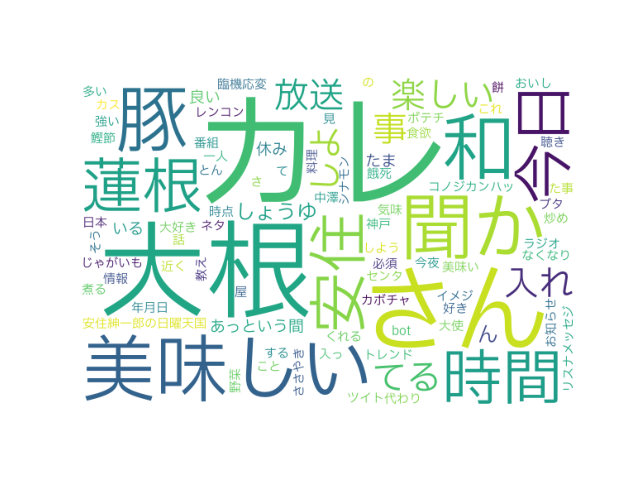 多い
カズ
強い
鰹節
豚
良い
臨機応変
レンコン
番組
一人
とん
蓮根
カレ
放送
見
休み
て
さ
料理
シナモン
中澤
しょ
事
の
楽しい
ポテチ
食欲
これ
たま
餓死
和
餅
おいし
今日
聴き
コノジカンハッ
た事
ブタ
炒め
日本
そう
いる
大好き
話
ネタ
時点
しょうゆ
じゃがいも
近く
情報
教え
大根
煮る
年月日
屋
安住紳一郎の日曜天国
あっという間
安住
神戸
気味
しよう
必須
センタ
カボチャ
聞か
さん
今夜
美味い
ラジオ
なくなり
入れ
イメジ
好き
お知らせ
大使
ん
bot
くれる
美味しい
する
こと
野菜
ささやき
入っ
トレンド
てる
ツイト代わり
時間
リスナメッセジ